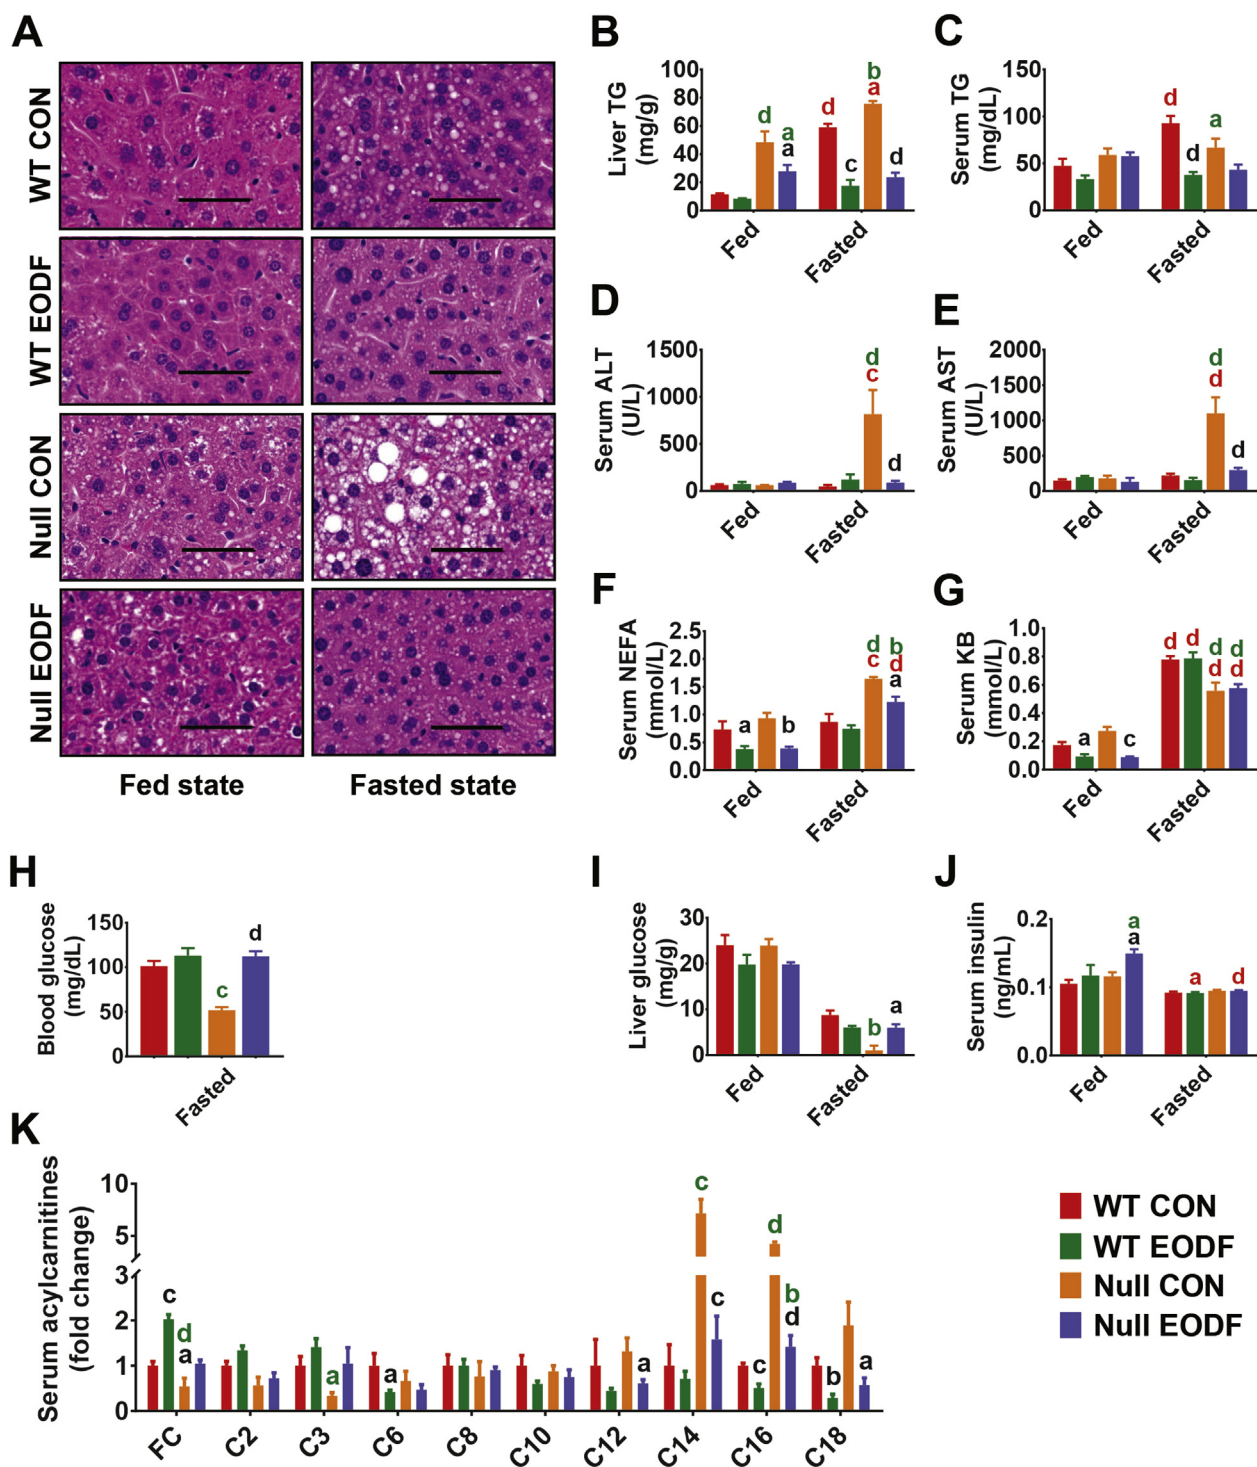 A
WT CON
WT EODF
Null CON
Null EODF
Fed state
Fasted state
B
Liver TG
(mg/g)
100
80
60
40
20
0
d
a
a
d
c
b
a
d
Fed
Fasted
C
Serum TG
(mg/dL)
150
100
50
0
d
d
a
Fed
Fasted
D
Serum ALT
(U/L)
1500
1000
500
0
d
c
d
Fed
Fasted
E
Serum AST
(U/L)
2000
1500
1000
500
0
d
d
d
Fed
Fasted
F
Serum NEFA
(mmol/L)
2.5
2.0
1.5
1.0
0.5
0.0
a
b
d
c
b
d
a
Fed
Fasted
G
Serum KB
(mmol/L)
1.0
0.8
0.6
0.4
0.2
0.0
a
c
d
d
d
d
d
d
Fed
Fasted
H
Blood glucose
(mg/dL)
150
100
50
0
c
d
Fasted
I
Liver glucose
(mg/g)
30
20
10
0
b
a
Fed
Fasted
J
Serum insulin
(ng/mL)
0.2
0.1
0.0
a
a
a
d
Fed
Fasted
K
Serum acylcarnitines
(fold change)
10
5
3
2
1
0
c
d
a
a
a
a
c
c
c
d
b
d
b
a
FC
C2
C3
C6
C8
C10
C12
C14
C16
C18
WT CON
WT EODF
Null CON
Null EODF